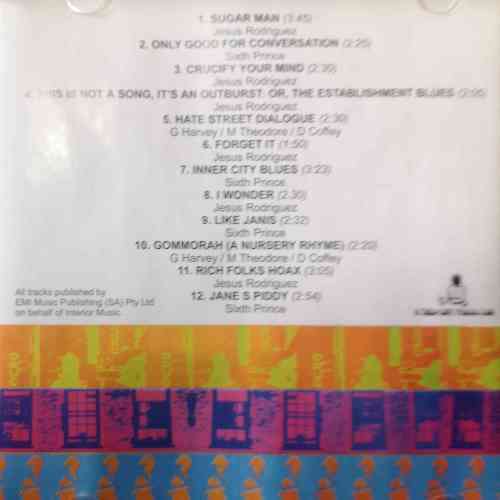 1. SUGAR MAN (3:45)
Jesus Rodriguez
2. ONLY GOOD FOR CONVERSATION (2:25)
Sixth Prince
3. CRUCIFY YOUR MIND (2:30)
Jesus Rodriguez
4. THIS IS NOT A SONG, IT'S AN OUTBURST: OR, THE ESTABLISHMENT BLUES (2:05)
Jesus Rodriguez
5. HATE STREET DIALOGUE (2:30)
G Harvey / M Theodore / D Coffey
6. FORGET IT (1:50)
Jesus Rodriguez
7. INNER CITY BLUES (3:23)
Sixth Prince
8. I WONDER (2.30)
Jesus Rodriguez
9. LIKE JANIS (2:32)
Sixth Prince
10. GOMMORAH (A NURSERY RHYME) (2:20)
G Harvey / M Theodore / D Coffey
11. RICH FOLKS HOAX (3:05)
Jesus Rodriguez
12. JANE S PIDDY (2:54)
Sixth Prince
All tracks published by
EMI Music Publishing (SA) Pty Ltd
on behalf of Interior Music.